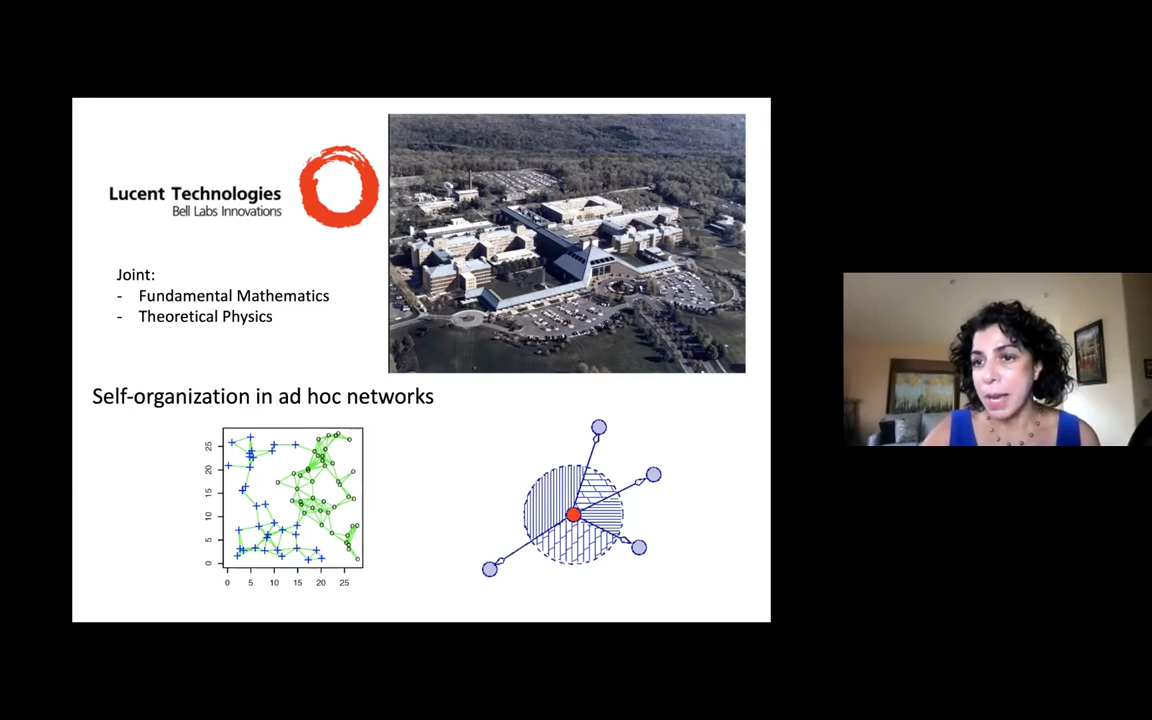 Lucent Technologies
Bell Labs Innovations
Joint:
- Fundamental Mathematics
- Theoretical Physics
Self-organization in ad hoc networks
25
20
15
10
5
0
0 5 10 15 20 25